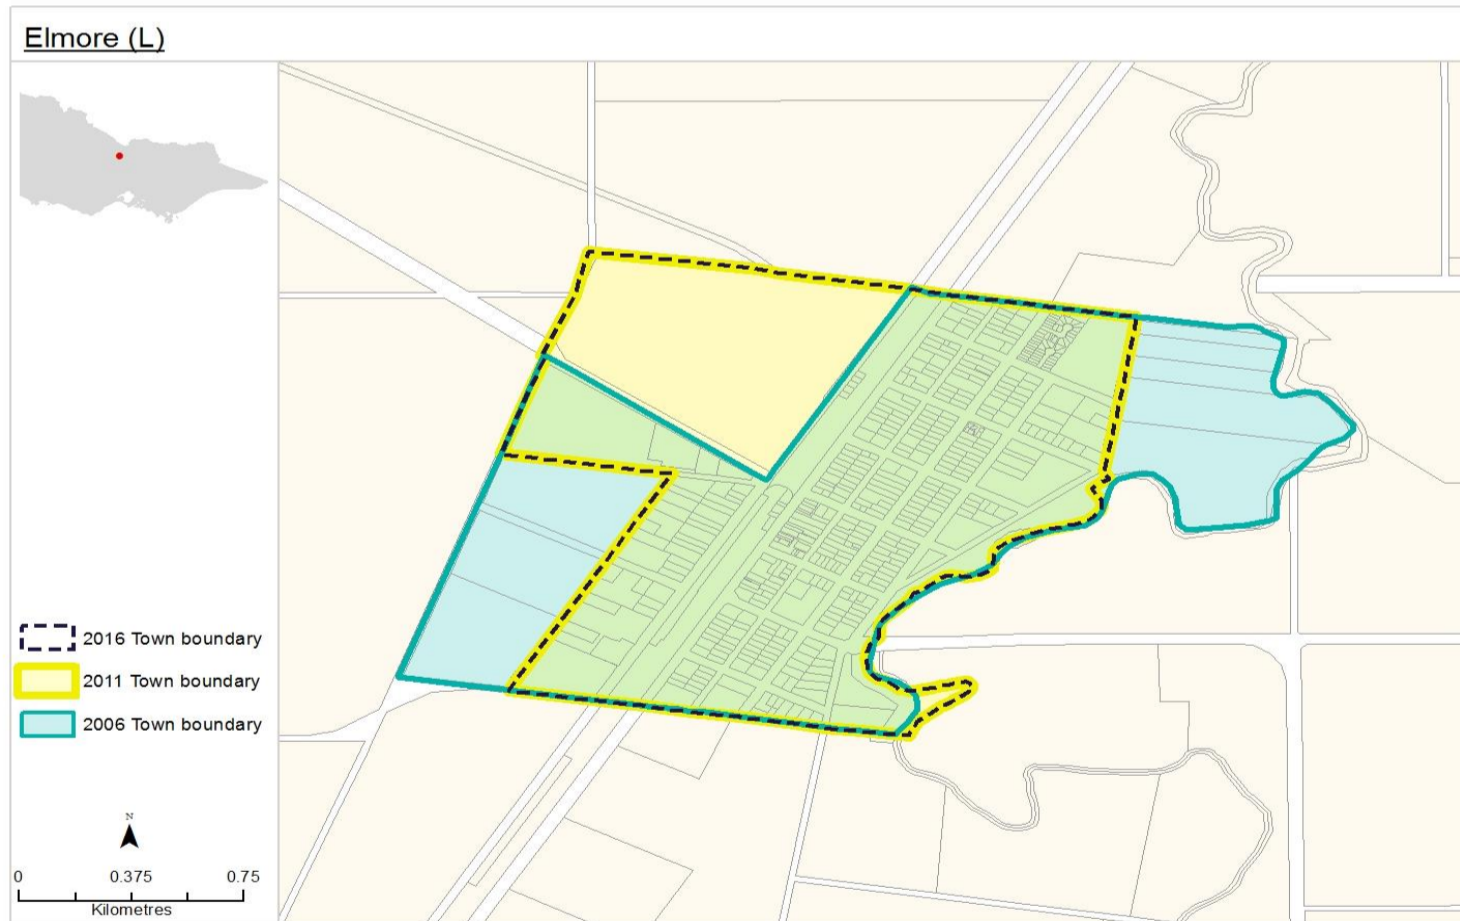 Elmore (L)
2016 Town boundary
2011 Town boundary
2006 Town boundary
N
0 0.375 0.75
Kilometres